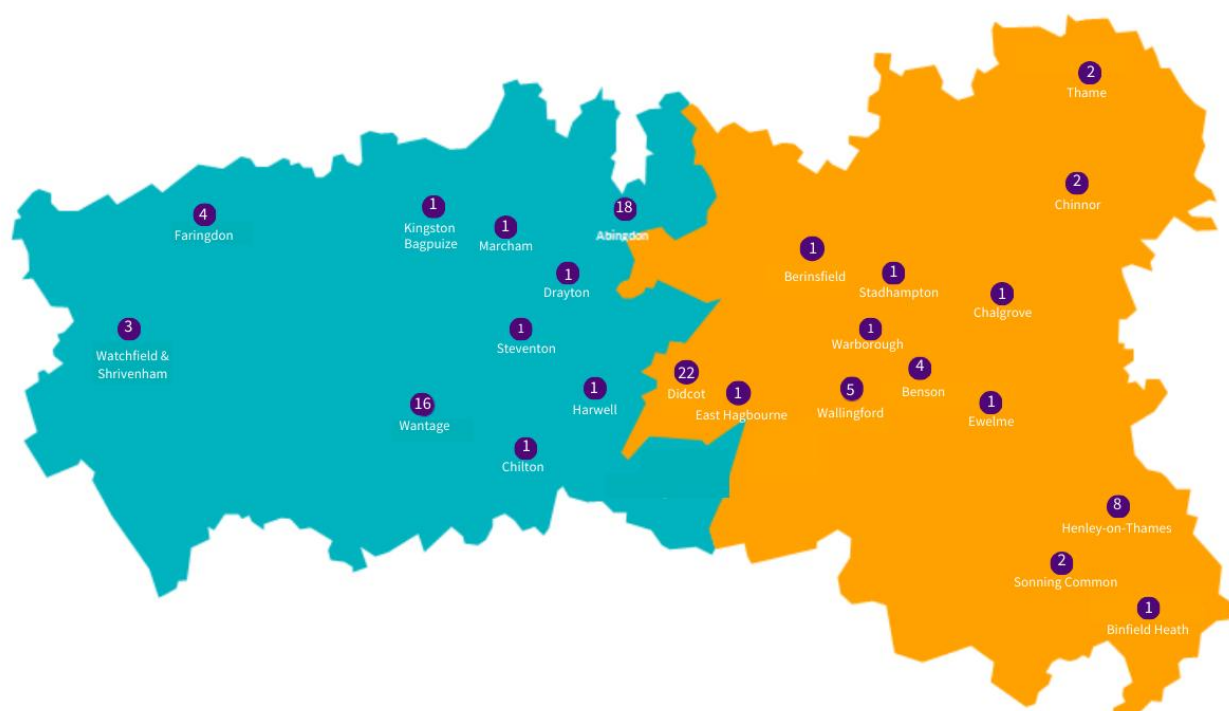 2
Thame
2
Chinnor
4
Faringdon
1
Kingston
Bagpuize
1
Marcham
18
Abingdon
1
Drayton
1
Berinsfield
1
Stadhampton
1
Chalgrove
3
Watchfield &
Shrivenham
1
Steventon
1
Warborough
16
Wantage
1
Harwell
22
Didcot
1
East Hagbourne
5
Wallingford
4
Benson
1
Ewelme
1
Chilton
8
Henley-on-Thames
2
Sonning Common
1
Binfield Heath